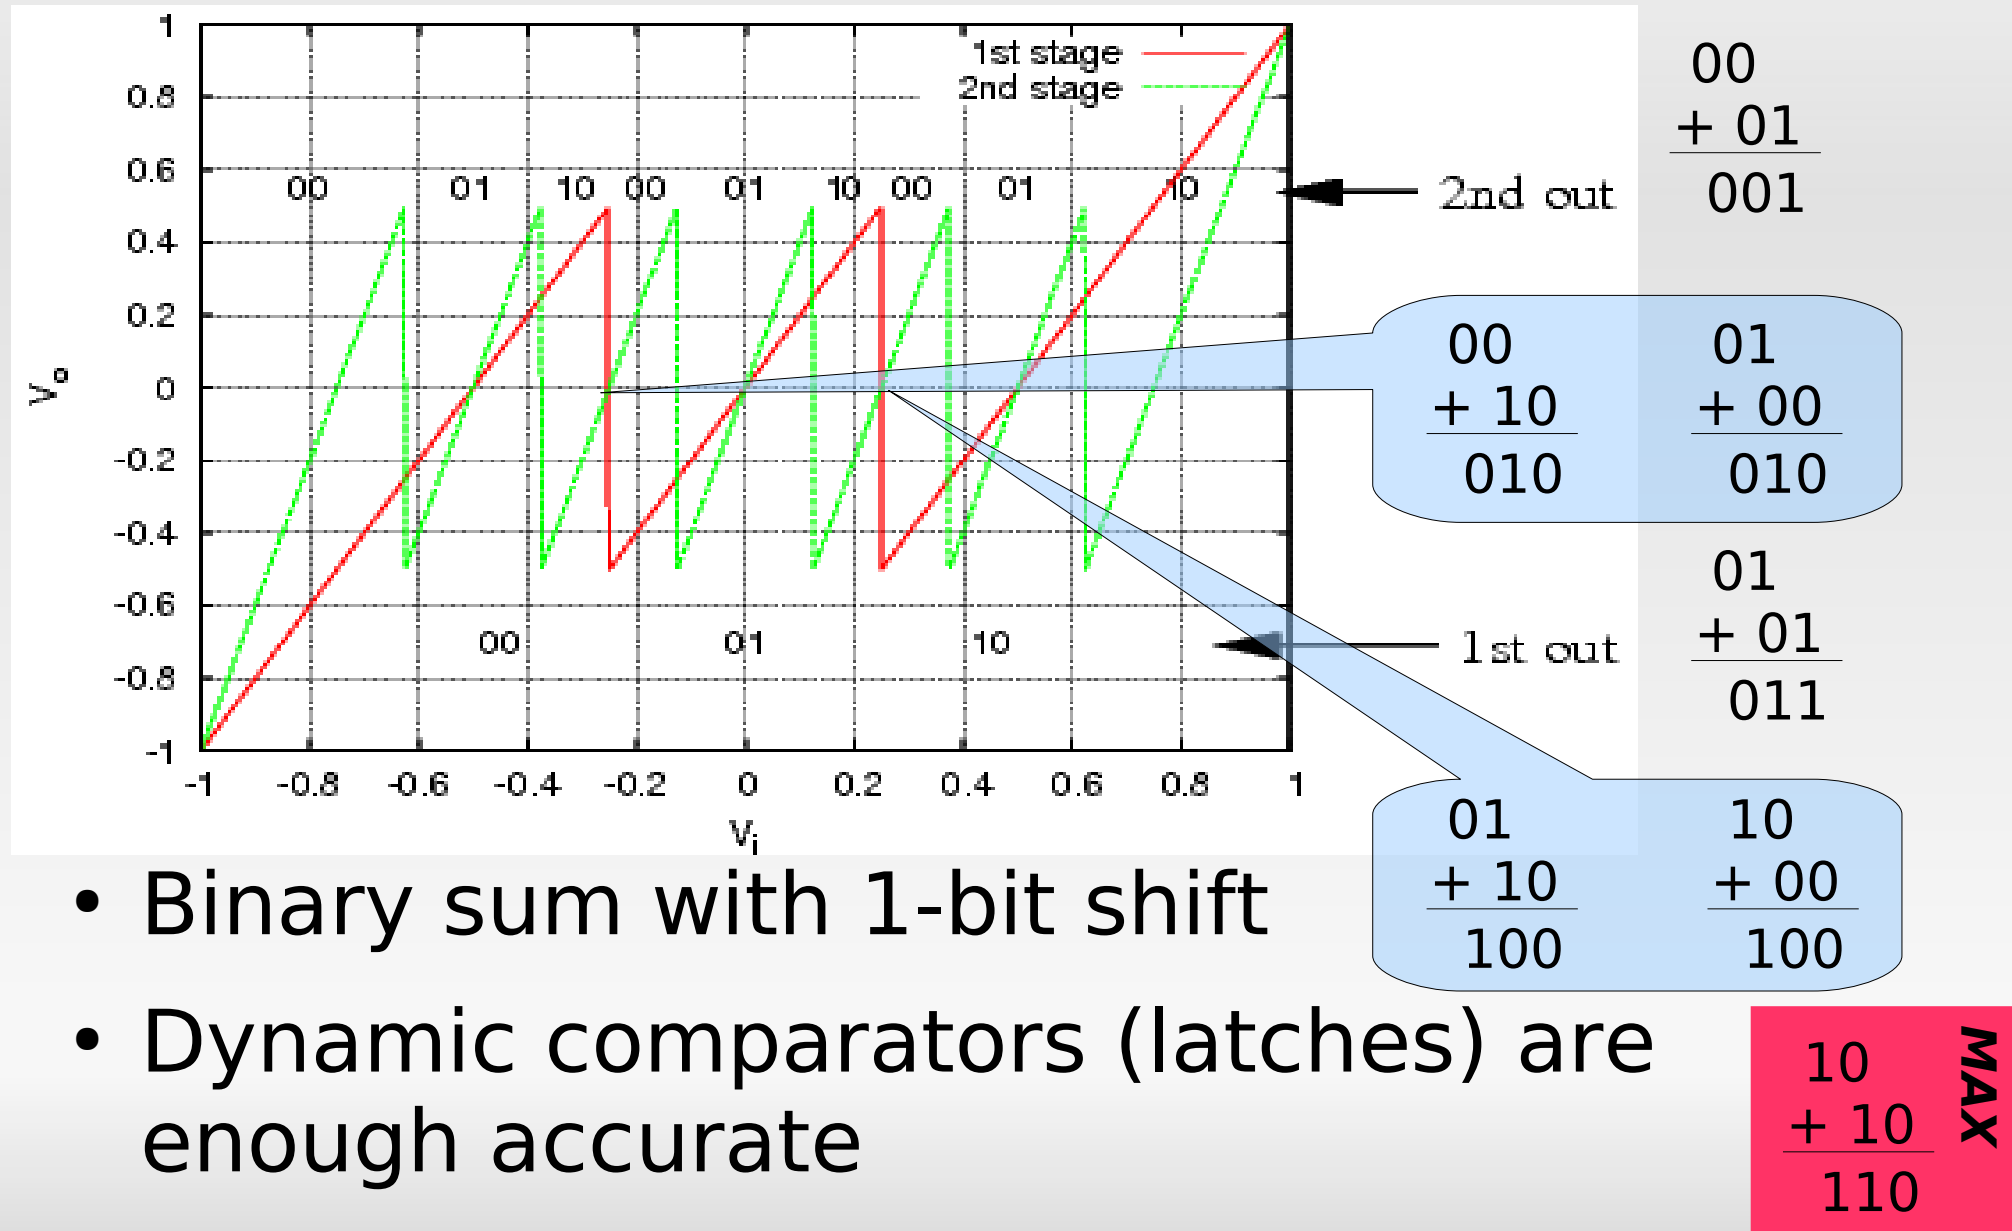 1
0.8
0.6
0.4
0.2
0
-0.2
-0.4
-0.6
-0.8
-1
vo
1st stage
2nd stage
00 01 10 00 01 10 00 01 10
2nd out
00 01 10
1st out
-1 -0.8 -0.6 -0.4 -0.2 0 0.2 0.4 0.6 0.8 1
vi
00
+ 01
001
00
+ 10
010
01
+ 00
010
01
+ 01
011
01
+ 10
100
10
+ 00
100
• Binary sum with 1-bit shift
• Dynamic comparators (latches) are
enough accurate
10
+ 10
110
MAX